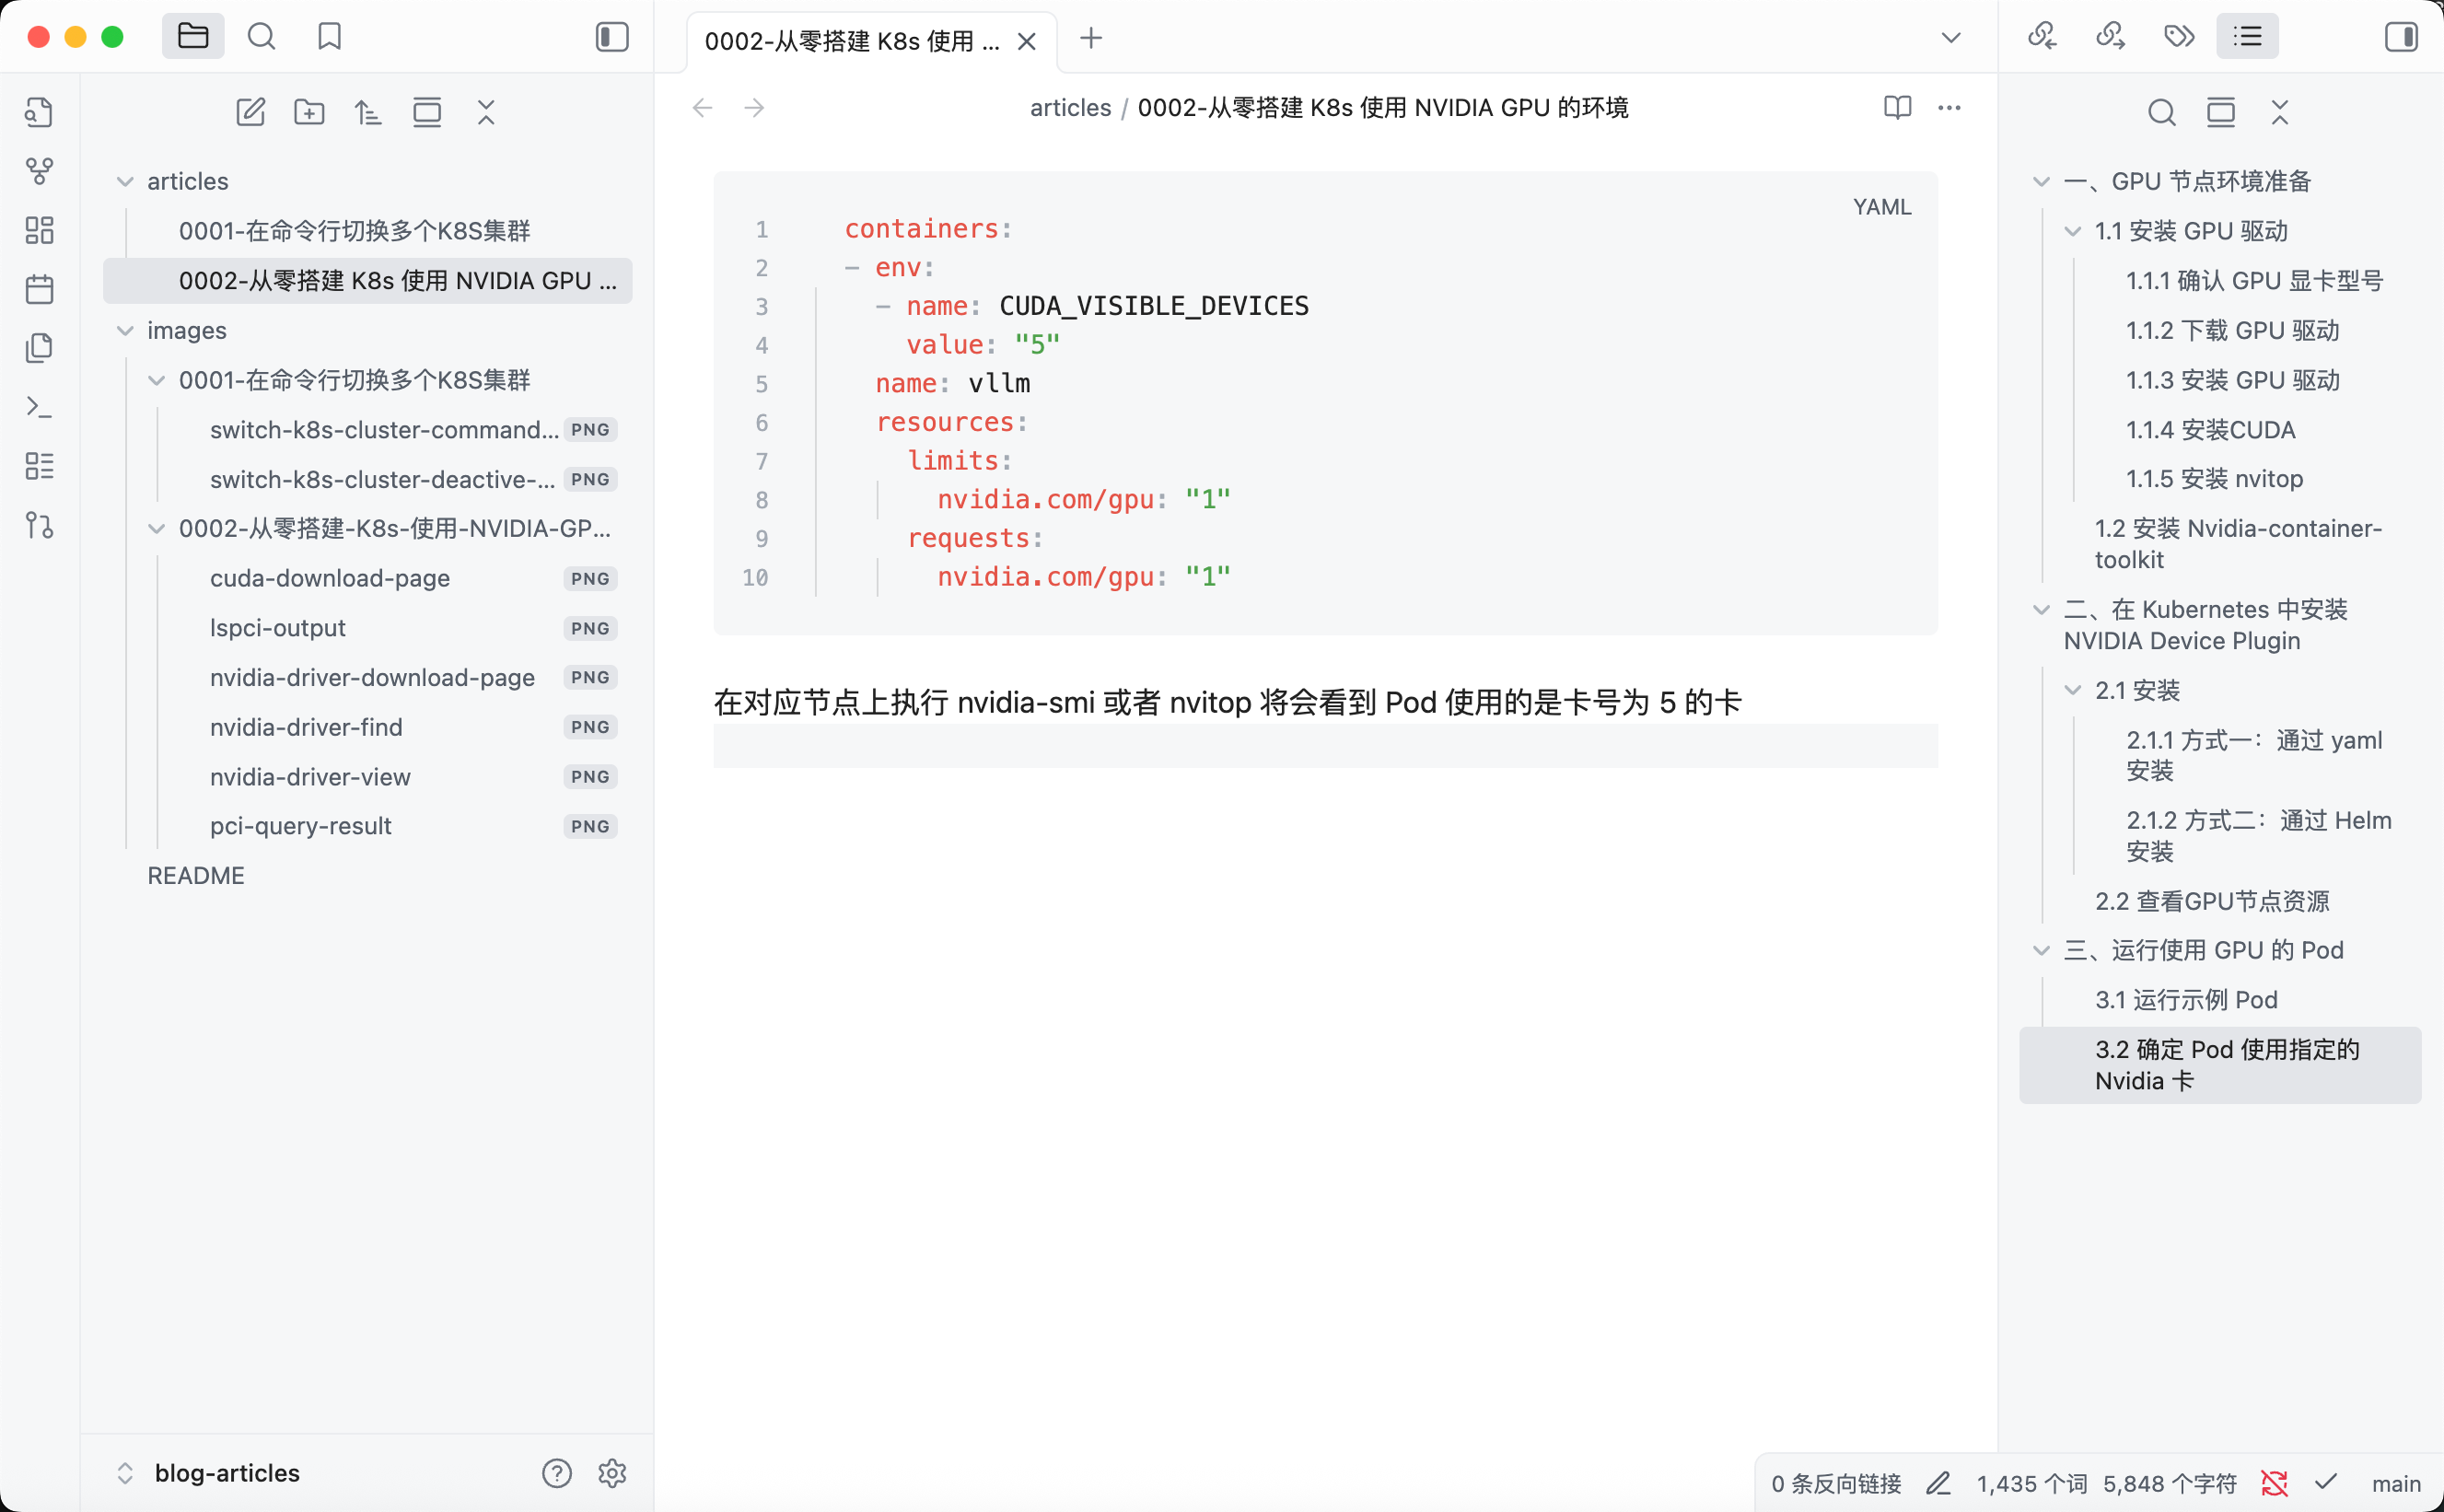 0002-从零搭建 K8s 使用 ...
articles / 0002-从零搭建 K8s 使用 NVIDIA GPU 的环境
articles
0001-在命令行切换多个K8S集群
0002-从零搭建 K8s 使用 NVIDIA GPU ...
images
0001-在命令行切换多个K8S集群
switch-k8s-cluster-command... PNG
switch-k8s-cluster-deactive-... PNG
0002-从零搭建-K8s-使用-NVIDIA-GP...
cuda-download-page PNG
lspci-output PNG
nvidia-driver-download-page PNG
nvidia-driver-find PNG
nvidia-driver-view PNG
pci-query-result PNG
README
blog-articles
YAML
1 containers:
2 - env:
3 - name: CUDA_VISIBLE_DEVICES
4 value: "5"
5 name: vllm
6 resources:
7 limits:
8 nvidia.com/gpu: "1"
9 requests:
10 nvidia.com/gpu: "1"
在对应节点上执行 nvidia-smi 或者 nvitop 将会看到 Pod 使用的是卡号为 5 的卡
一、GPU 节点环境准备
1.1 安装 GPU 驱动
1.1.1 确认 GPU 显卡型号
1.1.2 下载 GPU 驱动
1.1.3 安装 GPU 驱动
1.1.4 安装CUDA
1.1.5 安装 nvitop
1.2 安装 Nvidia-container-
toolkit
二、在 Kubernetes 中安装
NVIDIA Device Plugin
2.1 安装
2.1.1 方式一：通过 yaml
安装
2.1.2 方式二：通过 Helm
安装
2.2 查看GPU节点资源
三、运行使用 GPU 的 Pod
3.1 运行示例 Pod
3.2 确定 Pod 使用指定的
Nvidia 卡
0 条反向链接 1,435 个词 5,848 个字符 main